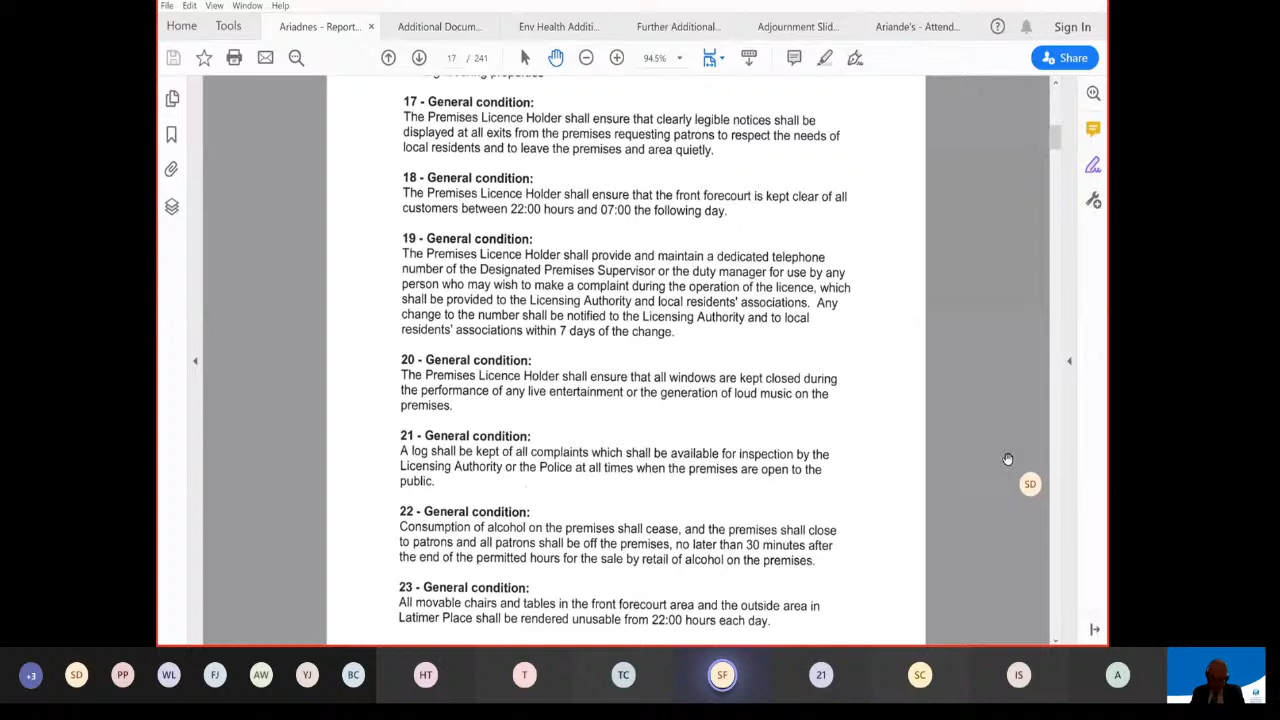 File Edit View Window Help
Home Tools Ariadnes - Report... × Additional Docum... Env Health Additi... Further Additional... Adjournment Slid... Ariande's - Attend... Sign In
17 / 241 94.5% Share
17 - General condition:
The Premises Licence Holder shall ensure that clearly legible notices shall be
displayed at all exits from the premises requesting patrons to respect the needs of
local residents and to leave the premises and area quietly.
18 - General condition:
The Premises Licence Holder shall ensure that the front forecourt is kept clear of all
customers between 22:00 hours and 07:00 the following day.
19 - General condition:
The Premises Licence Holder shall provide and maintain a dedicated telephone
number of the Designated Premises Supervisor or the duty manager for use by any
person who may wish to make a complaint during the operation of the licence, which
shall be provided to the Licensing Authority and local residents' associations. Any
change to the number shall be notified to the Licensing Authority and to local
residents' associations within 7 days of the change.
20 - General condition:
The Premises Licence Holder shall ensure that all windows are kept closed during
the performance of any live entertainment or the generation of loud music on the
premises.
21 - General condition:
A log shall be kept of all complaints which shall be available for inspection by the
Licensing Authority or the Police at all times when the premises are open to the
public.
SD
22 - General condition:
Consumption of alcohol on the premises shall cease, and the premises shall close
to patrons and all patrons shall be off the premises, no later than 30 minutes after
the end of the permitted hours for the sale by retail of alcohol on the premises.
23 - General condition:
All movable chairs and tables in the front forecourt area and the outside area in
Latimer Place shall be rendered unusable from 22:00 hours each day.
+3 SD PP WL FJ AW YJ BC HT T TC SF 21 SC IS A